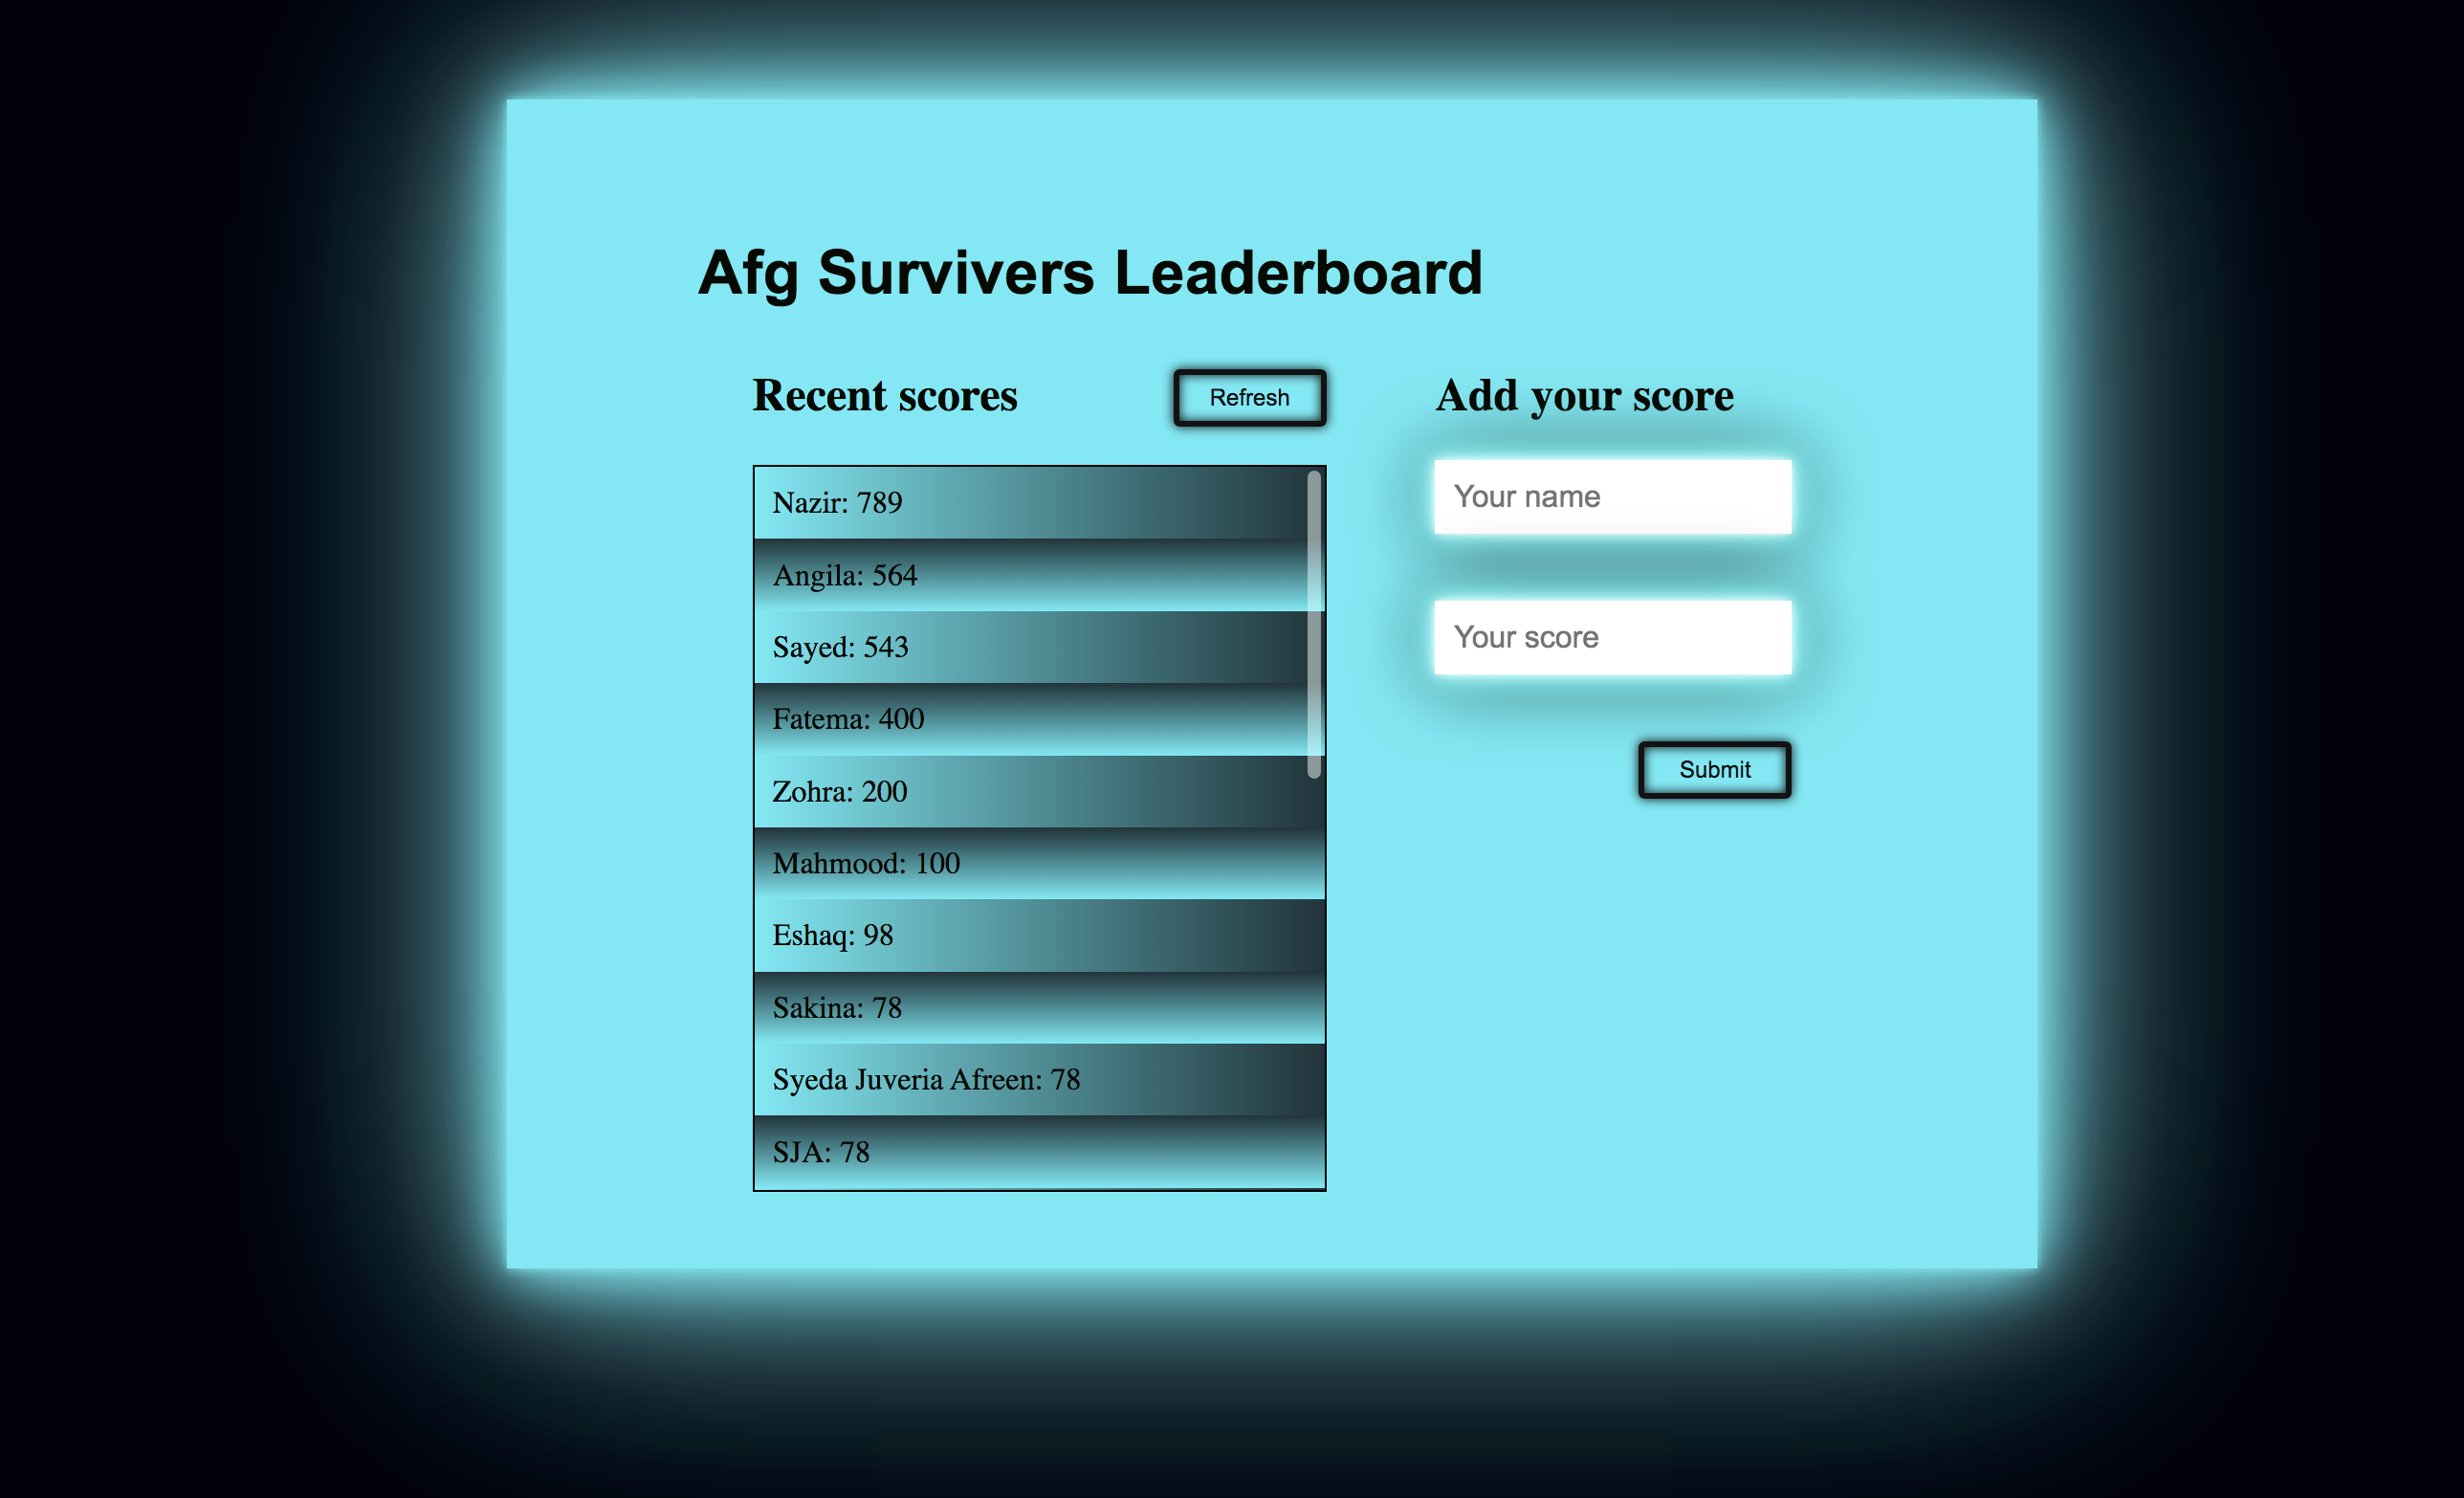 Afg Survivers Leaderboard
Recent scores
Refresh
Nazir: 789
Angila: 564
Sayed: 543
Fatema: 400
Zohra: 200
Mahmood: 100
Eshaq: 98
Sakina: 78
Syeda Juveria Afreen: 78
SJA: 78
Add your score
Your name
Your score
Submit